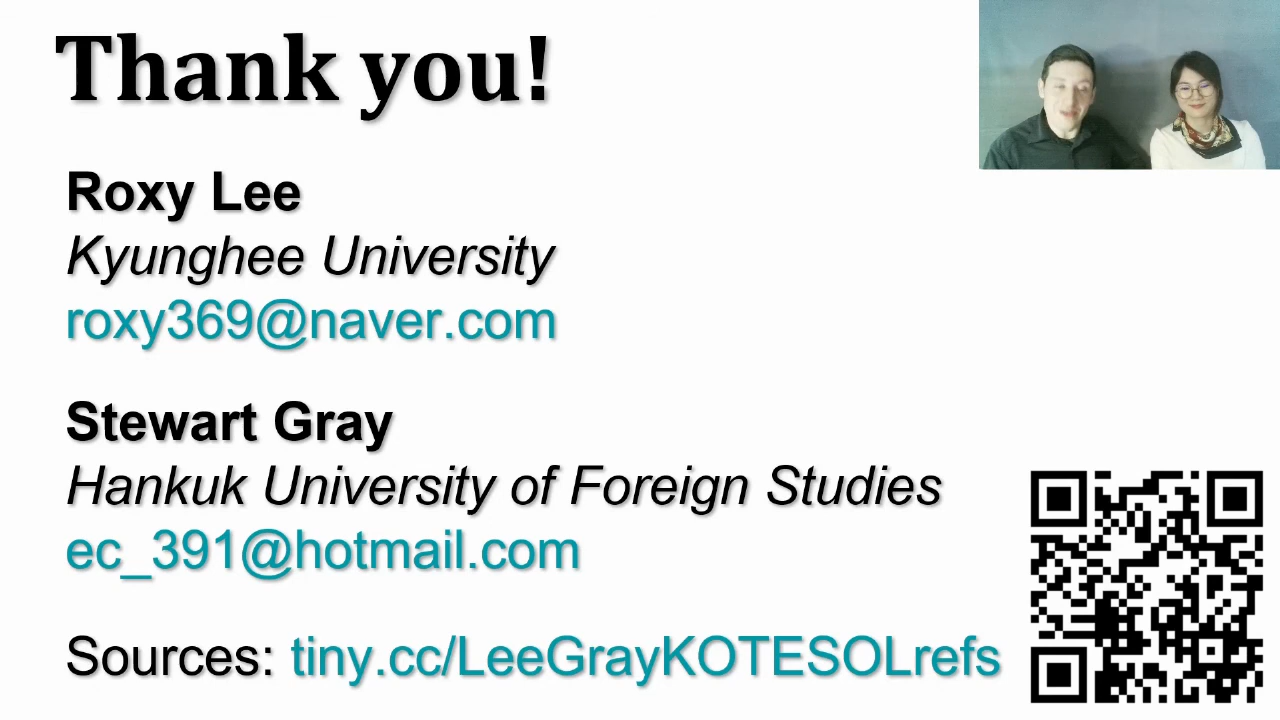 Thank you!
Roxy Lee
Kyunghee University
roxy369@naver.com
Stewart Gray
Hankuk University of Foreign Studies
ec_391@hotmail.com
Sources: tiny.cc/LeeGrayKOTESOLrefs